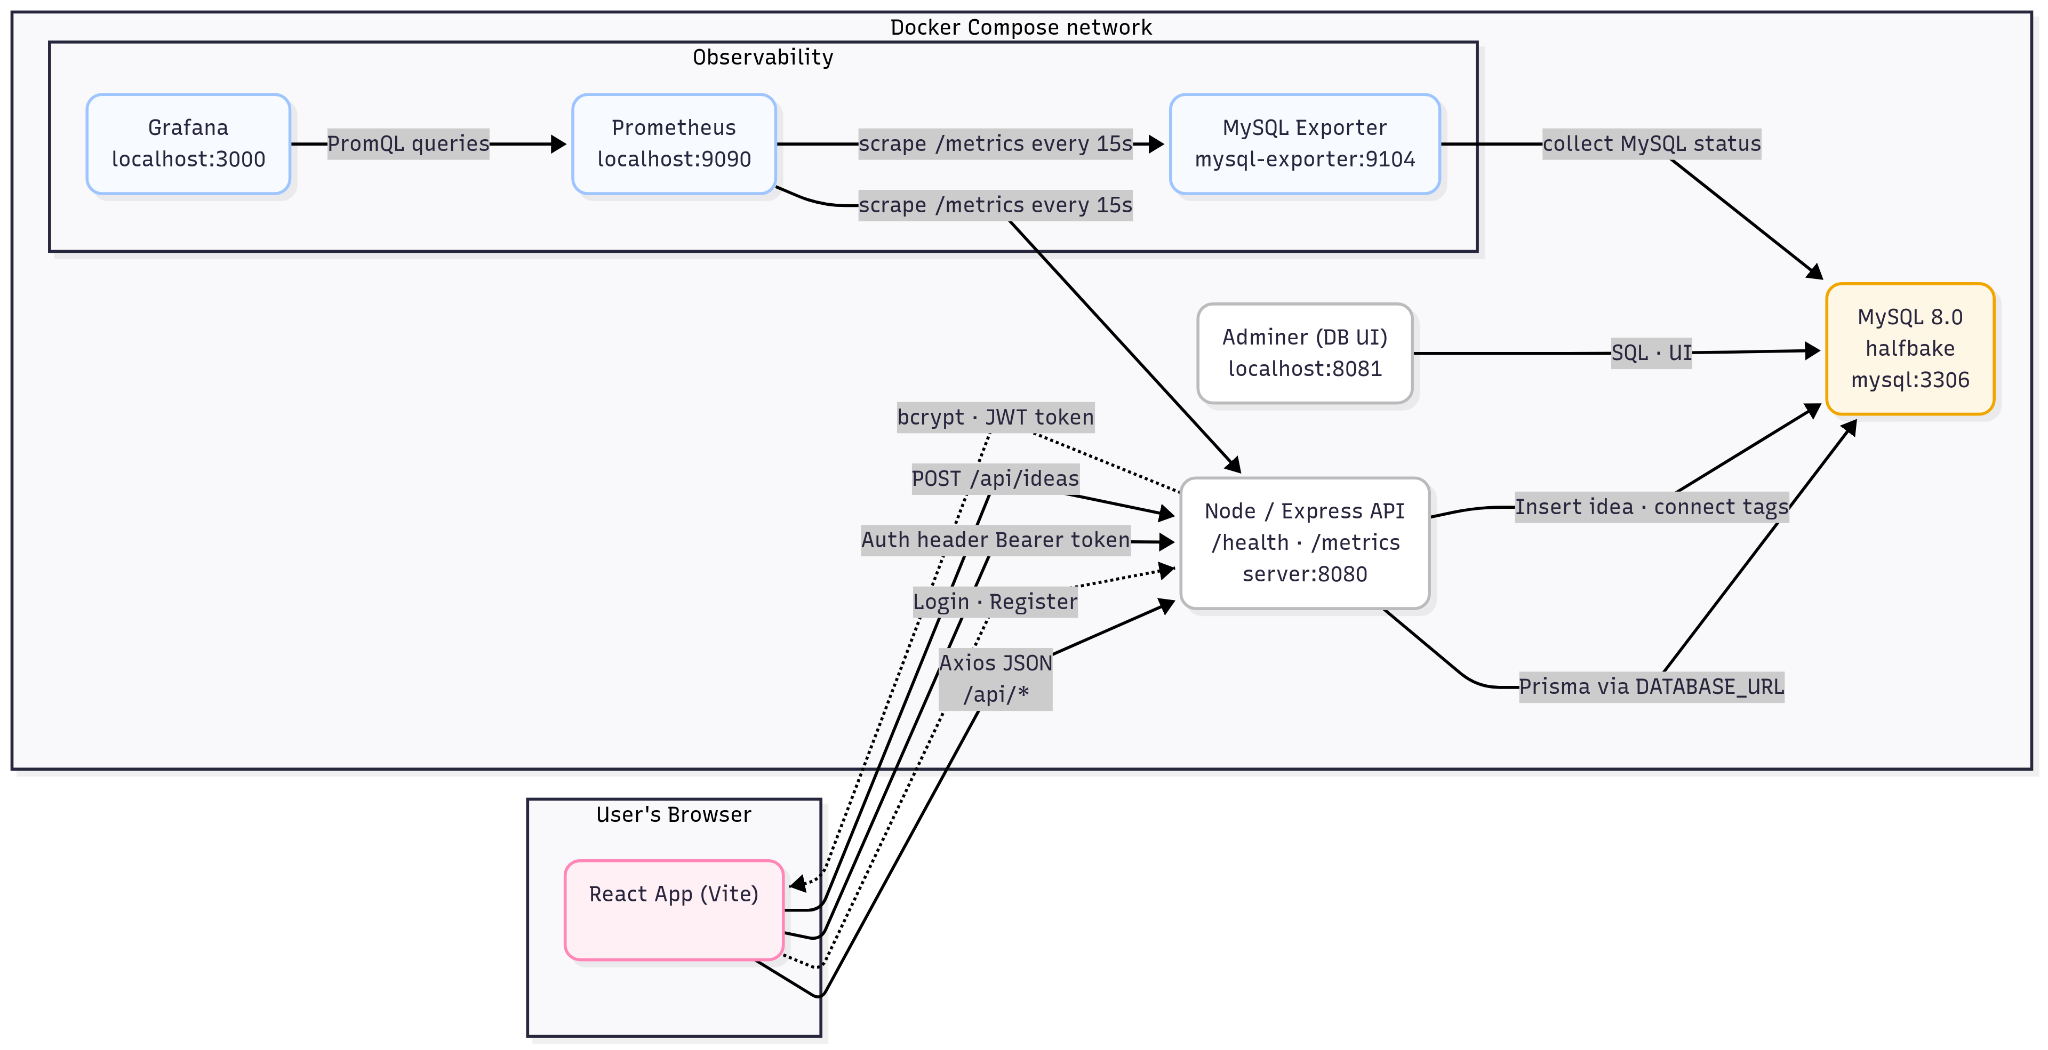 Docker Compose network
Observability
Grafana
localhost:3000
PromQL queries
Prometheus
localhost:9090
scrape /metrics every 15s
scrape /metrics every 15s
MySQL Exporter
mysql-exporter:9104
collect MySQL status
Adminer (DB UI)
localhost:8081
SQL · UI
MySQL 8.0
halfbake
mysql:3306
bcrypt · JWT token
POST /api/ideas
Auth header Bearer token
Login · Register
Axios JSON
/api/*
Node / Express API
/health · /metrics
server:8080
Insert idea · connect tags
Prisma via DATABASE_URL
User's Browser
React App (Vite)